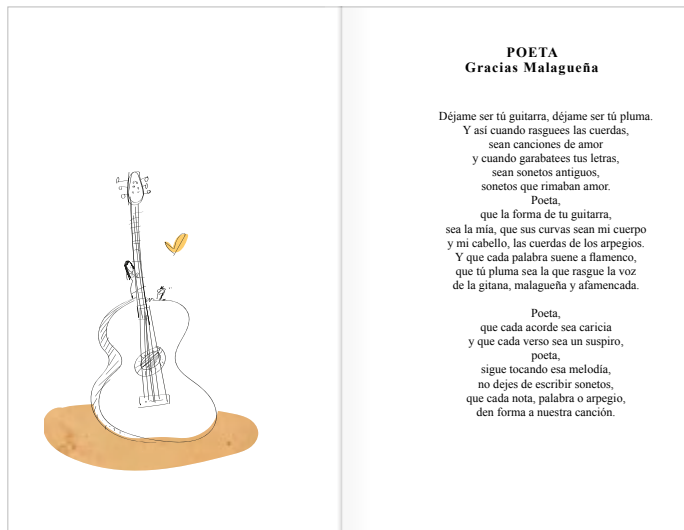 POETA
Gracias Malagueña
Déjame ser tú guitarra, déjame ser tú pluma.
Y así cuando rasguees las cuerdas,
sean canciones de amor
y cuando garabatees tus letras,
sean sonetos antiguos,
sonetos que rimaban amor.
Poeta,
que la forma de tu guitarra,
sea la mía, que sus curvas sean mi cuerpo
y mi cabello, las cuerdas de los arpegios.
Y que cada palabra suene a flamenco,
que tú pluma sea la que rasgue la voz
de la gitana, malagueña y afamencada.
Poeta,
que cada acorde sea caricia
y que cada verso sea un suspiro,
poeta,
sigue tocando esa melodía,
no dejes de escribir sonetos,
que cada nota, palabra o arpegio,
den forma a nuestra canción.